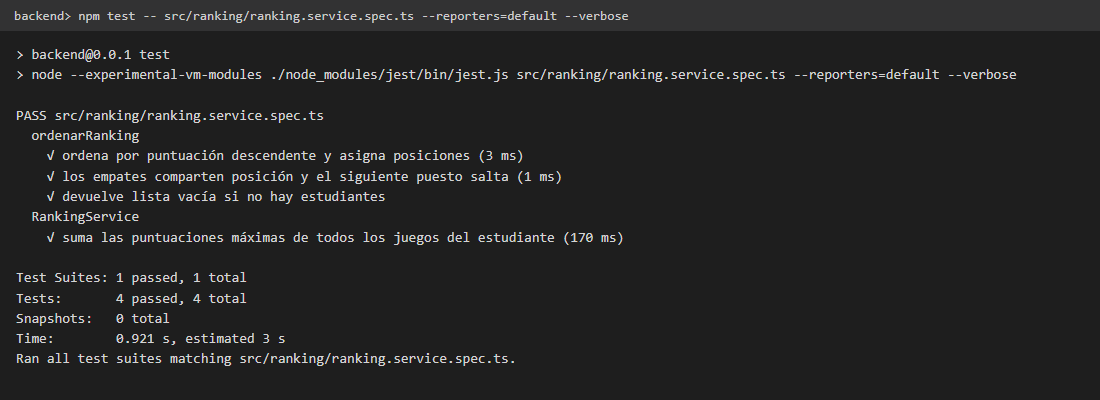 backend> npm test -- src/ranking/ranking.service.spec.ts --reporters=default --verbose
> backend@0.0.1 test
> node --experimental-vm-modules ./node_modules/jest/bin/jest.js src/ranking/ranking.service.spec.ts --reporters=default --verbose
PASS src/ranking/ranking.service.spec.ts
ordenarRanking
√ ordena por puntuación descendente y asigna posiciones (3 ms)
√ los empates comparten posición y el siguiente puesto salta (1 ms)
√ devuelve lista vacía si no hay estudiantes
RankingService
√ suma las puntuaciones máximas de todos los juegos del estudiante (170 ms)
Test Suites: 1 passed, 1 total
Tests:       4 passed, 4 total
Snapshots:   0 total
Time:        0.921 s, estimated 3 s
Ran all test suites matching src/ranking/ranking.service.spec.ts.